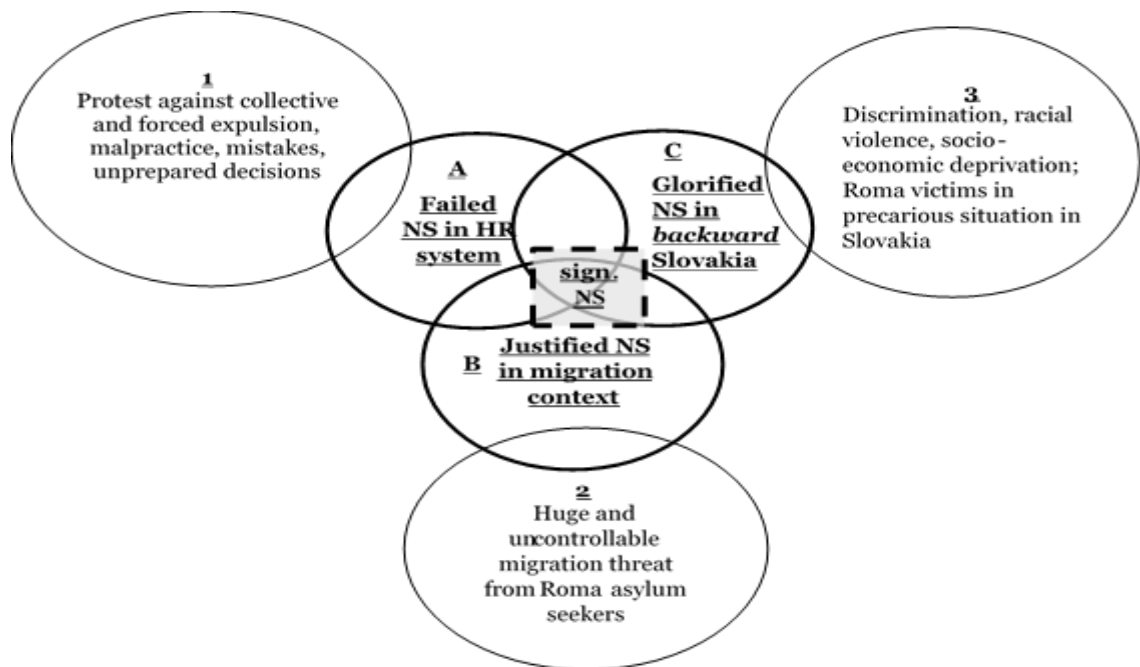 1
Protest against collective
and forced expulsion,
malpractice, mistakes,
unprepared decisions
3
Discrimination, racial
violence, socio-
economic deprivation;
Roma victims in
precarious situation in
Slovakia
A
Failed
NS in HR
system
C
Glorified
NS in
backward
Slovakia
sign.
NS
B
Justified NS
in migration
context
2
Huge and
uncontrollable
migration threat
from Roma asylum
seekers